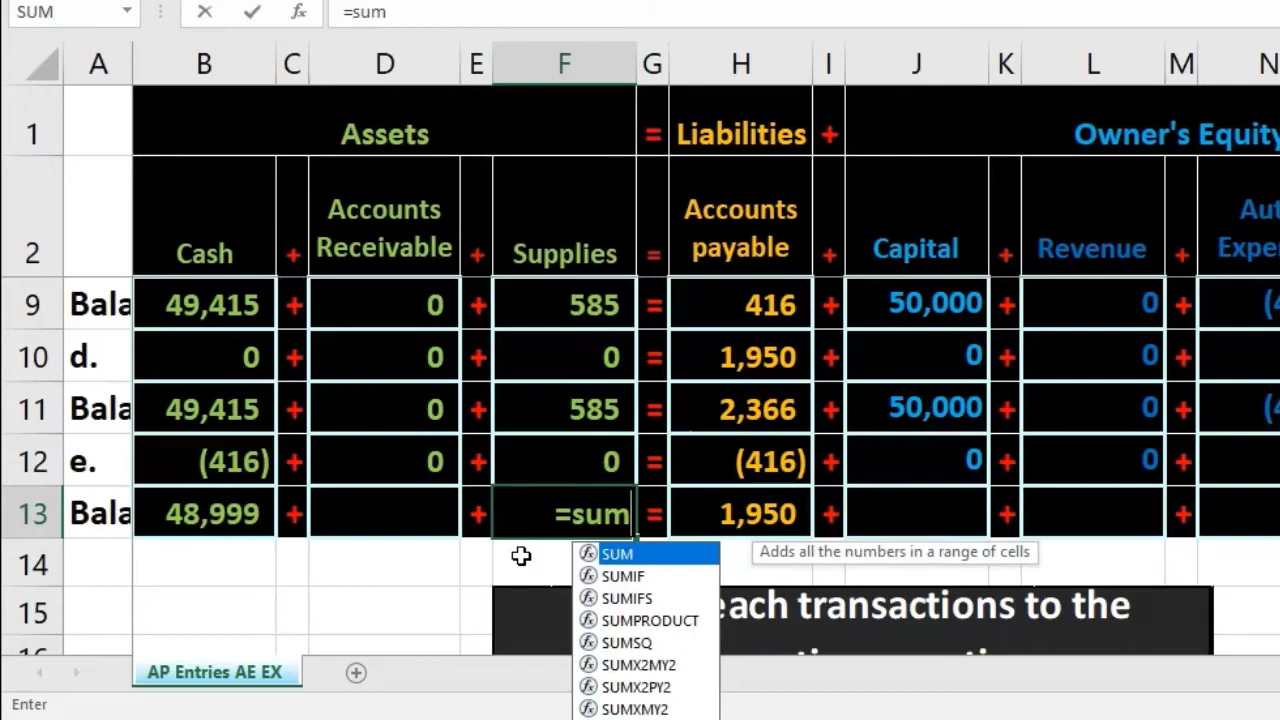 SUM =sum
A B C D E F G H I J K L M N
1 Assets = Liabilities + Owner's Equity
2 Cash + Accounts Receivable + Supplies = Accounts payable + Capital + Revenue +
9 Bala 49,415 + 0 + 585 = 416 + 50,000 + 0 +
10 d. 0 + 0 + 0 = 1,950 + 0 + 0 +
11 Bala 49,415 + 0 + 585 = 2,366 + 50,000 + 0 +
12 e. (416) + 0 + 0 = (416) + 0 + 0 +
13 Bala 48,999 + + =sum = 1,950 + + +
14 SUM Adds all the numbers in a range of cells
SUMIF
15 SUMIFS each transactions to the
SUMPRODUCT
SUMSQ
AP Entries AE EX SUMX2MY2
SUMX2PY2
Enter SUMXMY2